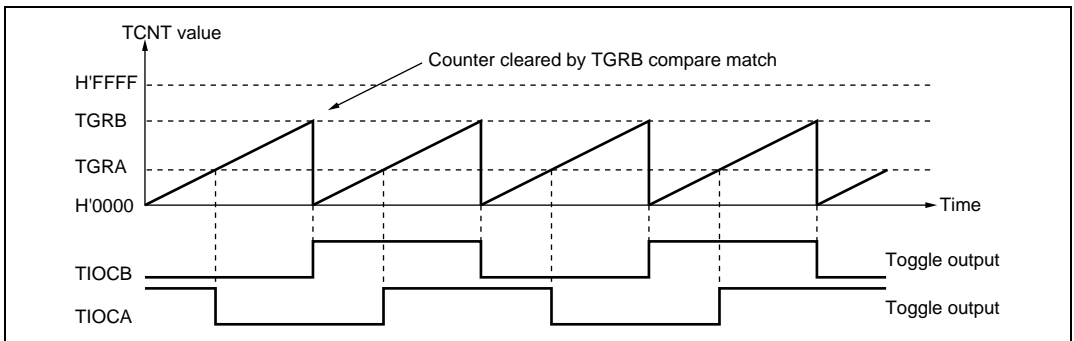 TCNT value
Counter cleared by TGRB compare match
H'FFFF
TGRB
TGRA
H'0000
Time
TIOCB
Toggle output
TIOCA
Toggle output